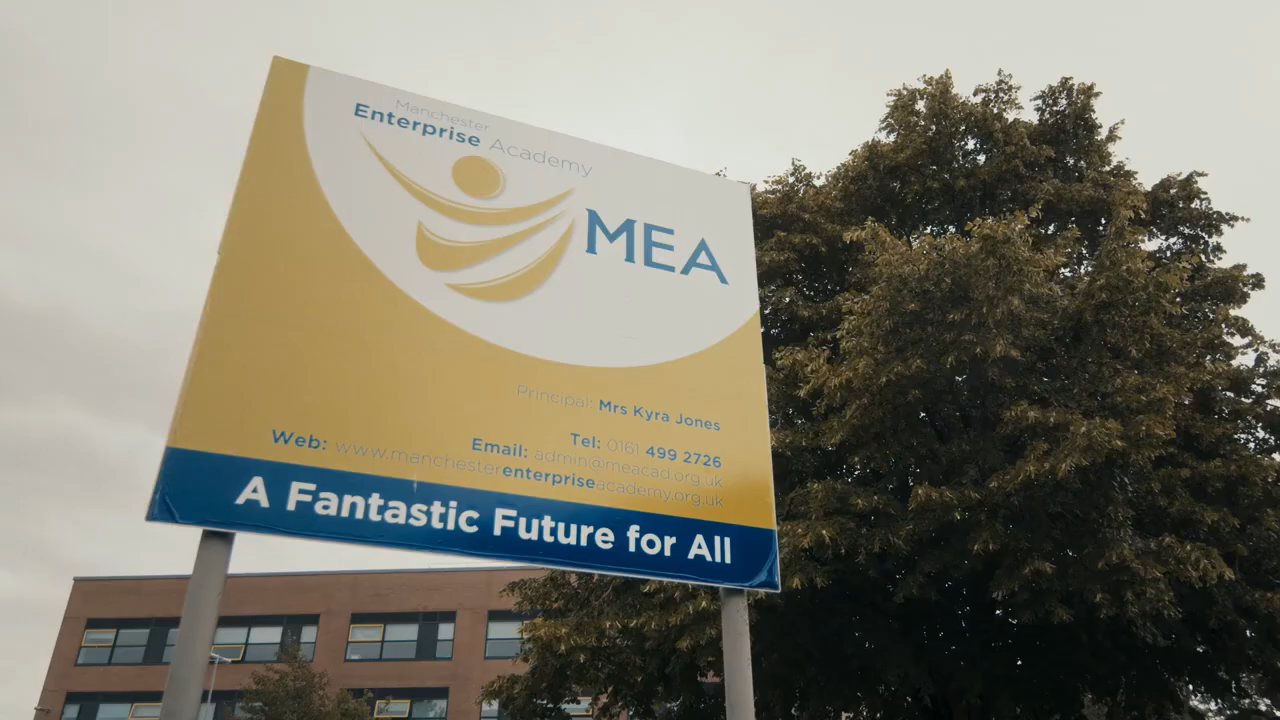 Manchester
Enterprise Academy
MEA
Principal: Mrs Kyra Jones
Tel: 0161 499 2726
Email: admin@meacad.org.uk
Web: www.manchesterenterpriseacademy.org.uk
A Fantastic Future for All